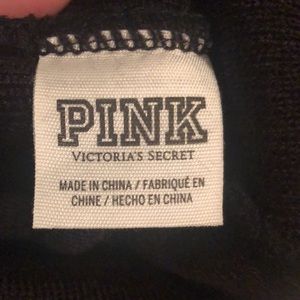 PINK
VICTORIA'S SECRET
MADE IN CHINA / FABRIQUÉ EN
CHINE / HECHO EN CHINA